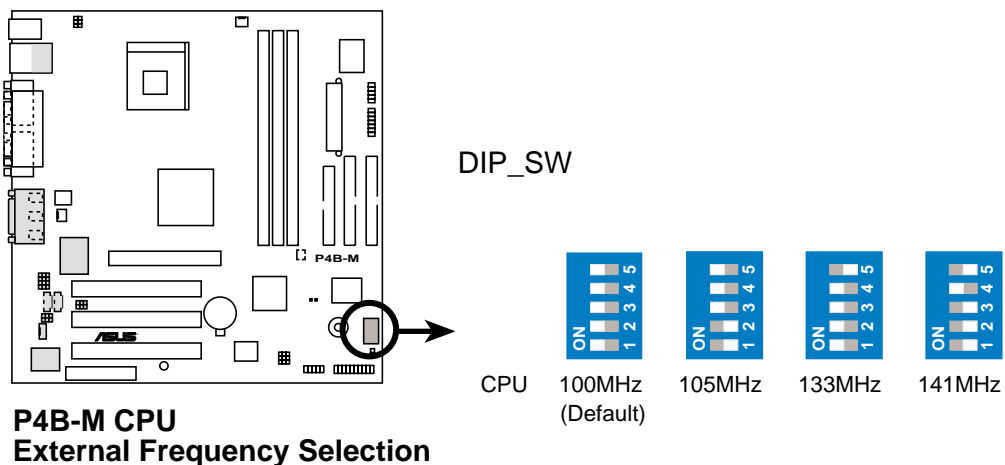 DIP_SW
P4B-M
ASUS
5
4
3
2
1
ON
5
4
3
2
1
ON
5
4
3
2
1
ON
5
4
3
2
1
ON
CPU 100MHz 105MHz 133MHz 141MHz
(Default)
P4B-M CPU
External Frequency Selection